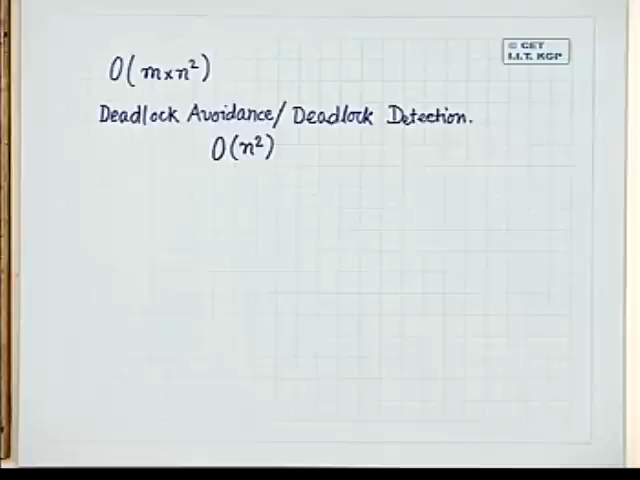 © CET
I.I.T. KGP
O(m×n²)
Deadlock Avoidance/Deadlock Detection.
O(n²)